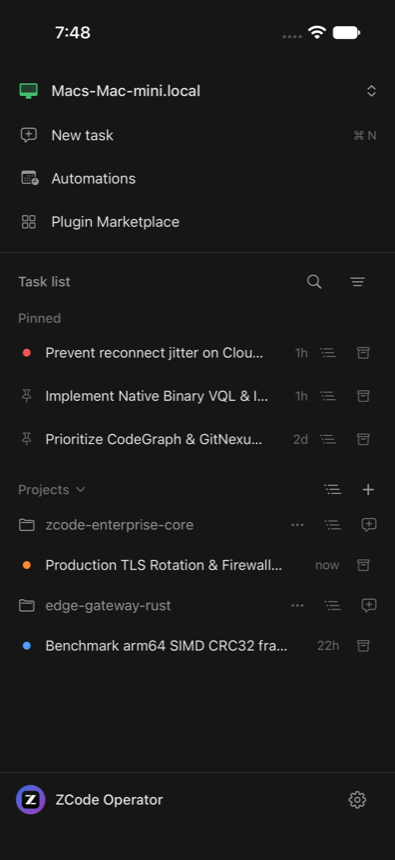 7:48
Macs-Mac-mini.local
New task ⌘ N
Automations
Plugin Marketplace
Task list
Pinned
Prevent reconnect jitter on Clou... 1h
Implement Native Binary VQL & I... 1h
Prioritize CodeGraph & GitNexu... 2d
Projects
zcode-enterprise-core
Production TLS Rotation & Firewall... now
edge-gateway-rust
Benchmark arm64 SIMD CRC32 fra... 22h
Z ZCode Operator